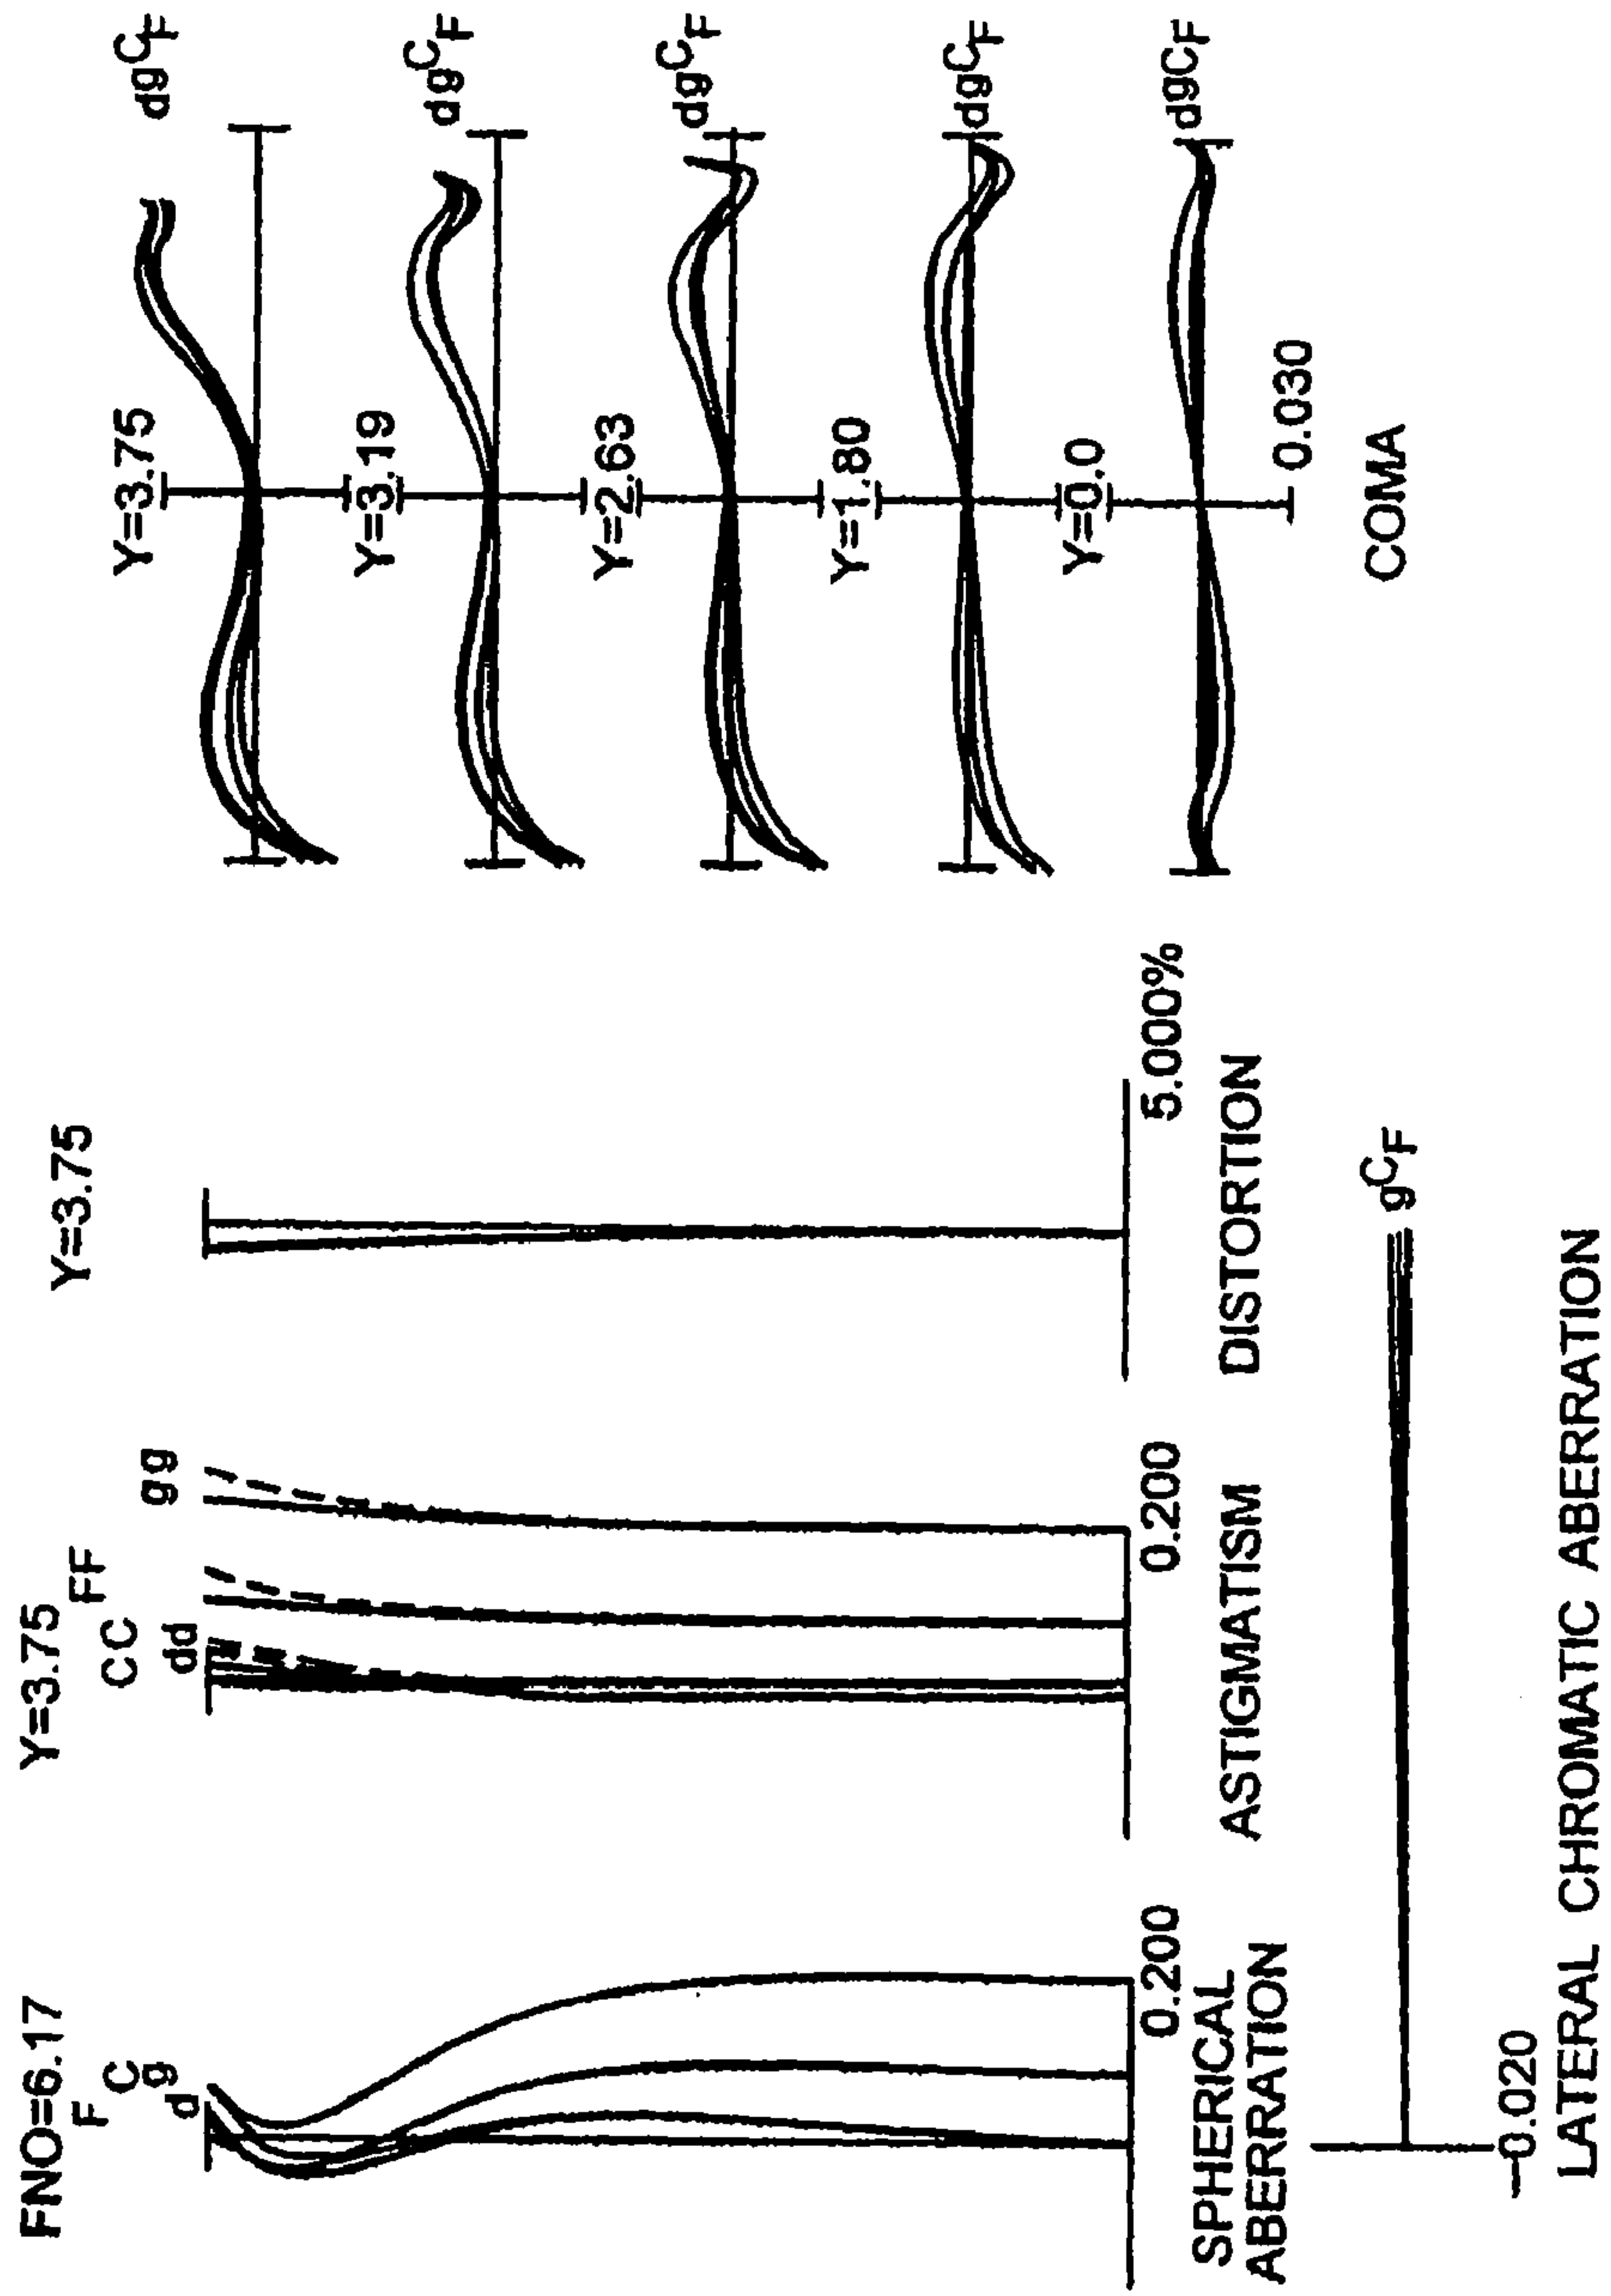 FNO=6.17
F
C
d g
0.200
SPHERICAL
ABERRATION
Y=3.75
FF
CC
dd
gg
0.200
ASTIGMATISM
Y=3.75
5.000%
DISTORTION
Y=3.75
dgCF
Y=3.19
dgCF
Y=2.63
dgCF
Y=1.80
dgCF
Y=0.0
dgCF
0.030
COMA
gCF
0.020
LATERAL CHROMATIC ABERRATION